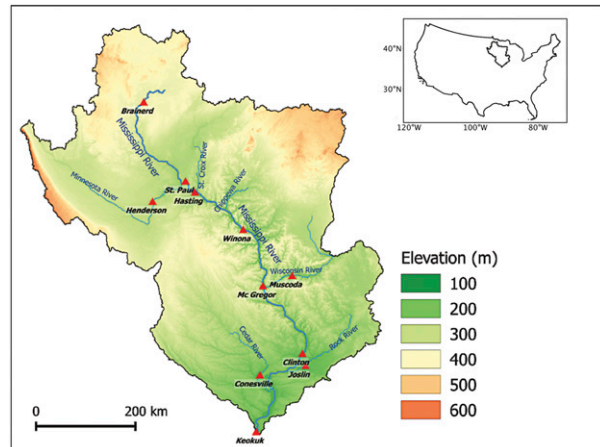 40°N
30°N
120°W
100°W
80°W
Brainerd
Mississippi River
St. Croix River
Minnesota River
St. Paul
Hasting
Chippewa River
Henderson
Mississippi River
Winona
Wisconsin River
Muscoda
Mc Gregor
Cedar River
Rock River
Clinton
Joslin
Conesville
Keokuk
0
200 km
Elevation (m)
100
200
300
400
500
600